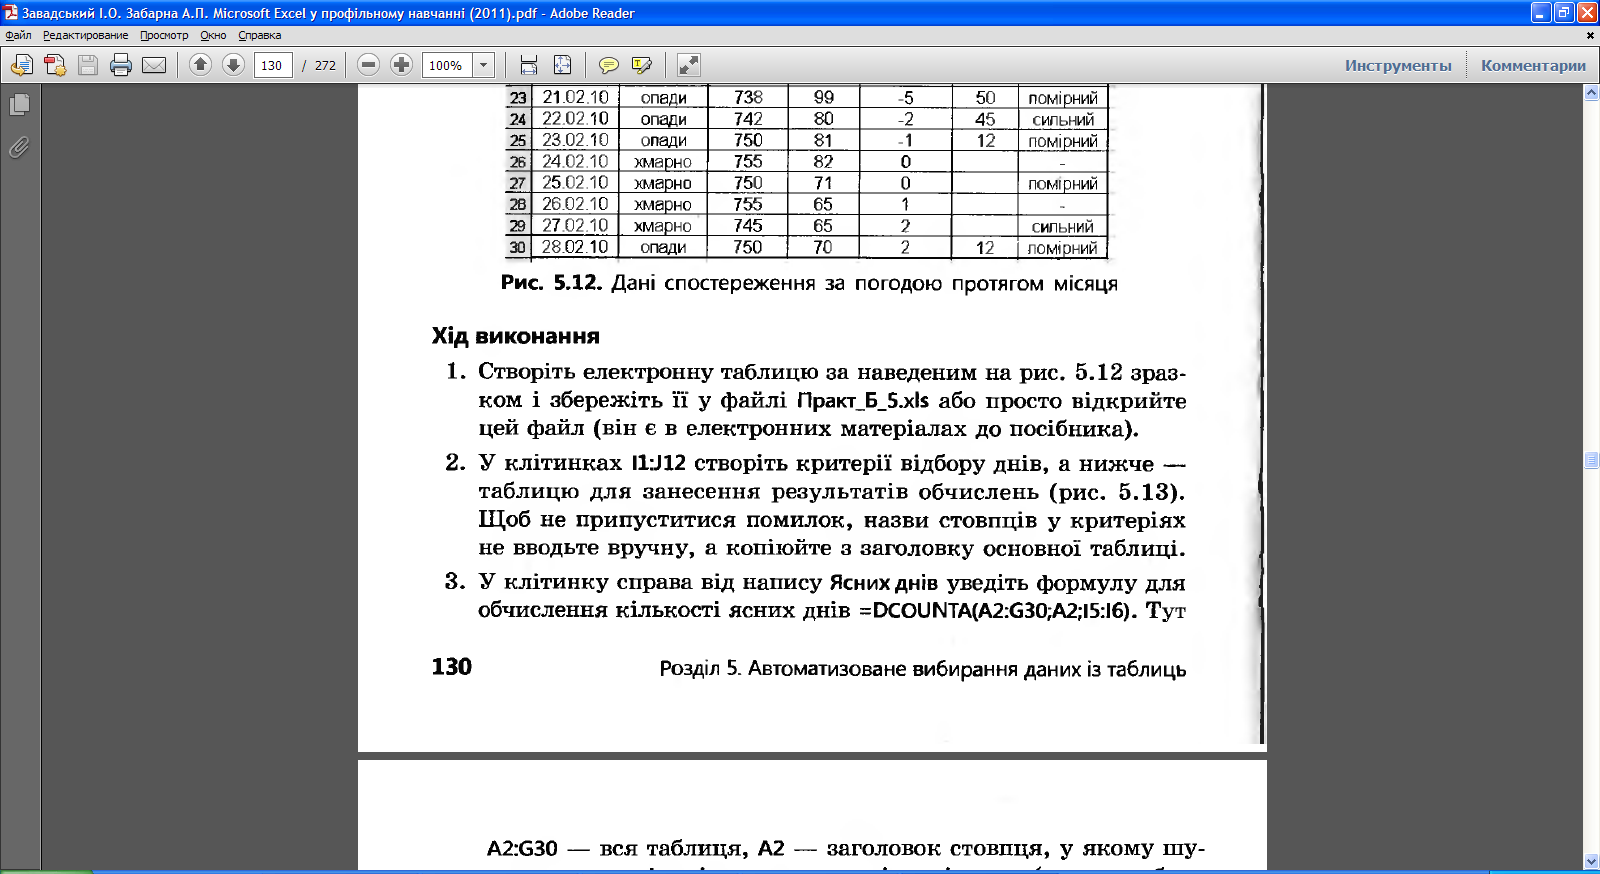 Завадський І.О. Забарна А.П. Microsoft Excel у профільному навчанні (2011).pdf - Adobe Reader
Файл Редактирование Просмотр Окно Справка
130 / 272 100% Инструменты Комментарии
23 21.02.10 опади 738 99 -5 50 помірний
24 22.02.10 опади 742 80 -2 45 сильний
25 23.02.10 опади 750 81 -1 12 помірний
26 24.02.10 хмарно 755 82 0 -
27 25.02.10 хмарно 750 71 0 помірний
28 26.02.10 хмарно 755 65 1 -
29 27.02.10 хмарно 745 65 2 сильний
30 28.02.10 опади 750 70 2 12 помірний
Рис. 5.12. Дані спостереження за погодою протягом місяця
Хід виконання
1. Створіть електронну таблицю за наведеним на рис. 5.12 зраз-
ком і збережіть її у файлі Практ_Б_5.xls або просто відкрийте
цей файл (він є в електронних матеріалах до посібника).
2. У клітинках I1:J12 створіть критерії відбору днів, а нижче —
таблицю для занесення результатів обчислень (рис. 5.13).
Щоб не припуститися помилок, назви стовпців у критеріях
не вводьте вручну, а копіюйте з заголовку основної таблиці.
3. У клітинку справа від напису Ясних днів уведіть формулу для
обчислення кількості ясних днів =DCOUNTA(A2:G30;A2;I5:I6). Тут
130 Розділ 5. Автоматизоване вибирання даних із таблиць
A2:G30 — вся таблиця, A2 — заголовок стовпця, у якому шу-